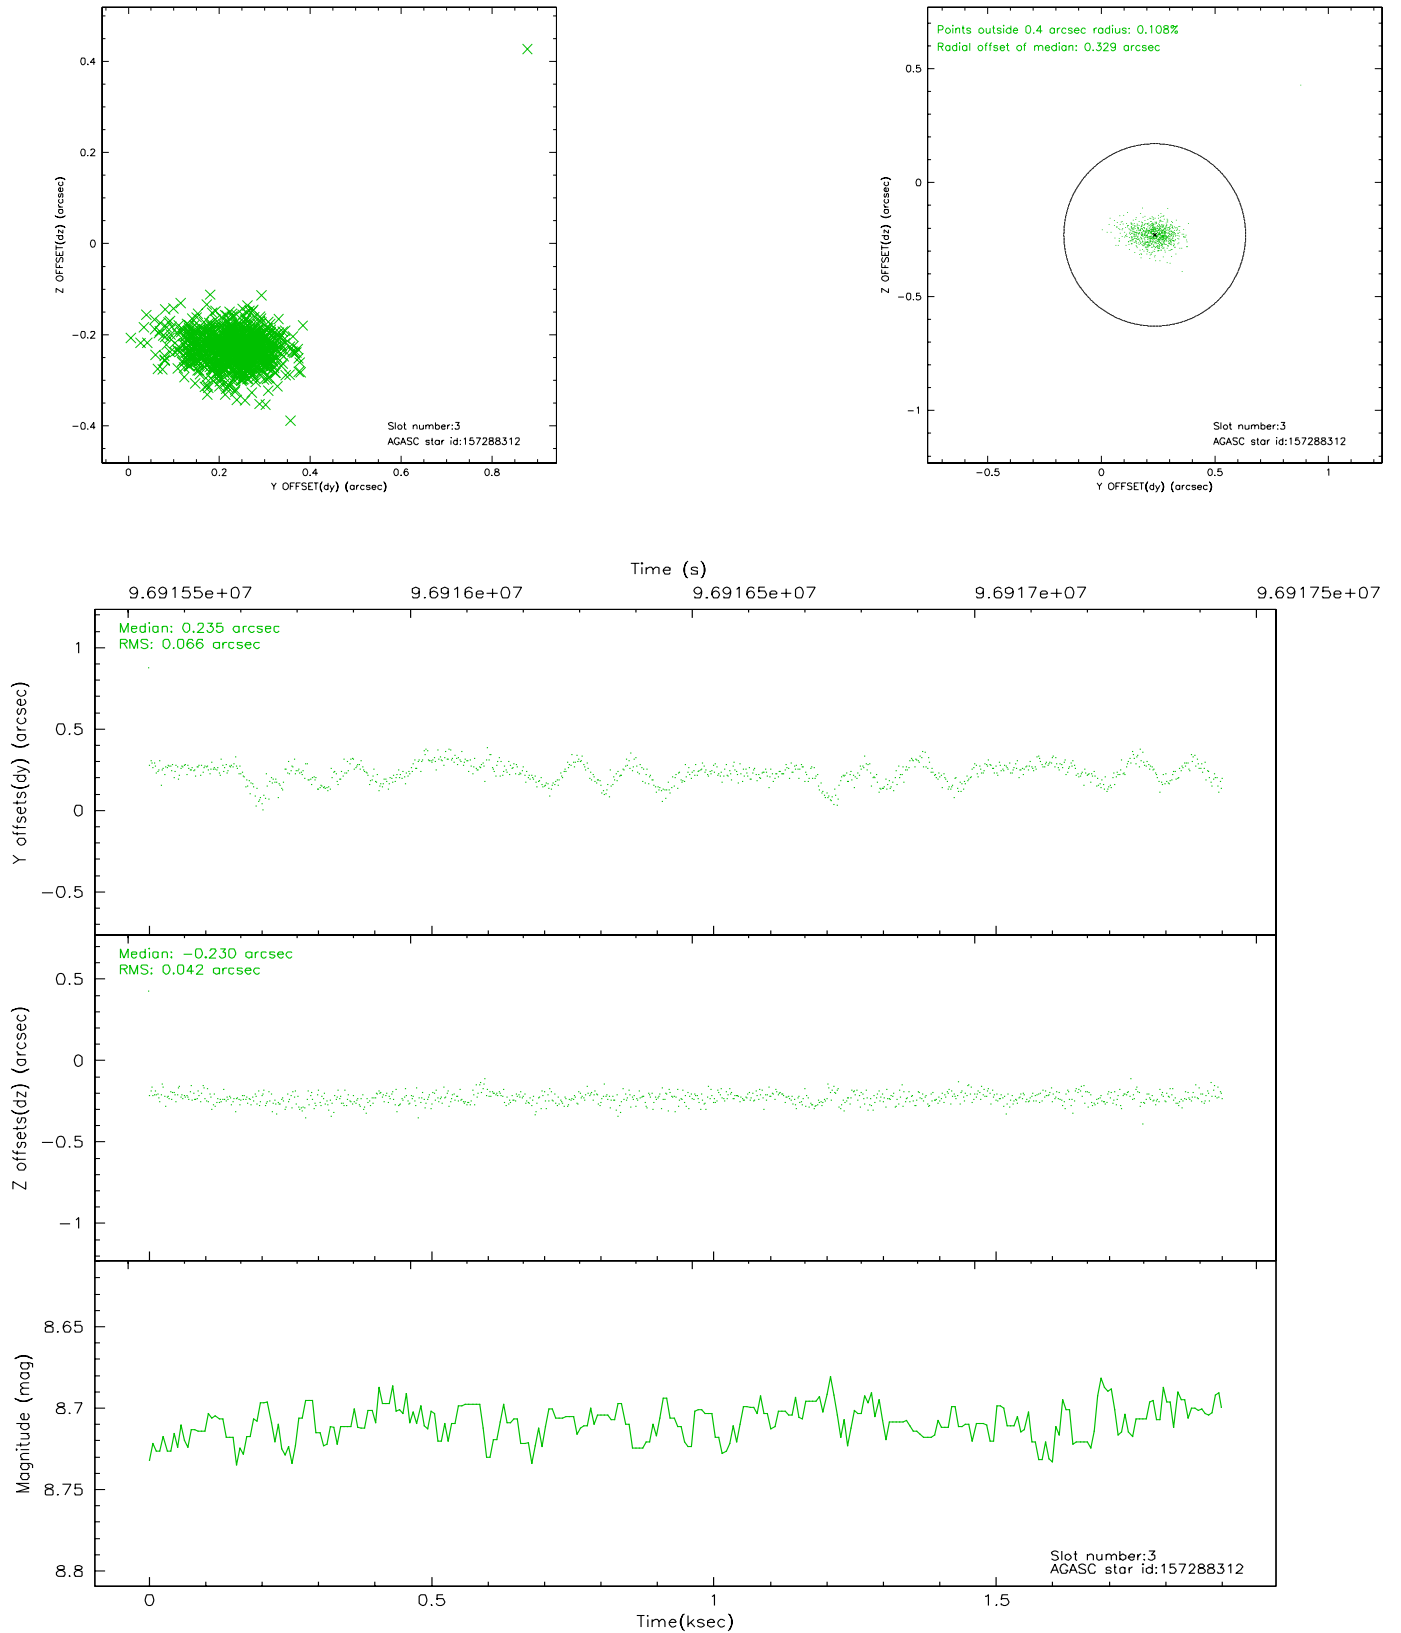 0.4
0.2
0
−0.2
−0.4
Z OFFSET(dz) (arcsec)
Slot number:3
AGASC star id:157288312
0 0.2 0.4 0.6 0.8
Y OFFSET(dy) (arcsec)
Points outside 0.4 arcsec radius: 0.108%
Radial offset of median: 0.329 arcsec
0.5
0
−0.5
−1
Z OFFSET(dz) (arcsec)
Slot number:3
AGASC star id:157288312
−0.5 0 0.5 1
Y OFFSET(dy) (arcsec)
Time (s)
9.69155e+07 9.6916e+07 9.69165e+07 9.6917e+07 9.69175e+07
Median: 0.235 arcsec
RMS: 0.066 arcsec
1
0.5
0
−0.5
Y offsets(dy) (arcsec)
Median: −0.230 arcsec
RMS: 0.042 arcsec
0.5
0
−0.5
−1
Z offsets(dz) (arcsec)
8.65
8.7
8.75
8.8
Magnitude (mag)
Slot number:3
AGASC star id:157288312
0 0.5 1 1.5
Time(ksec)